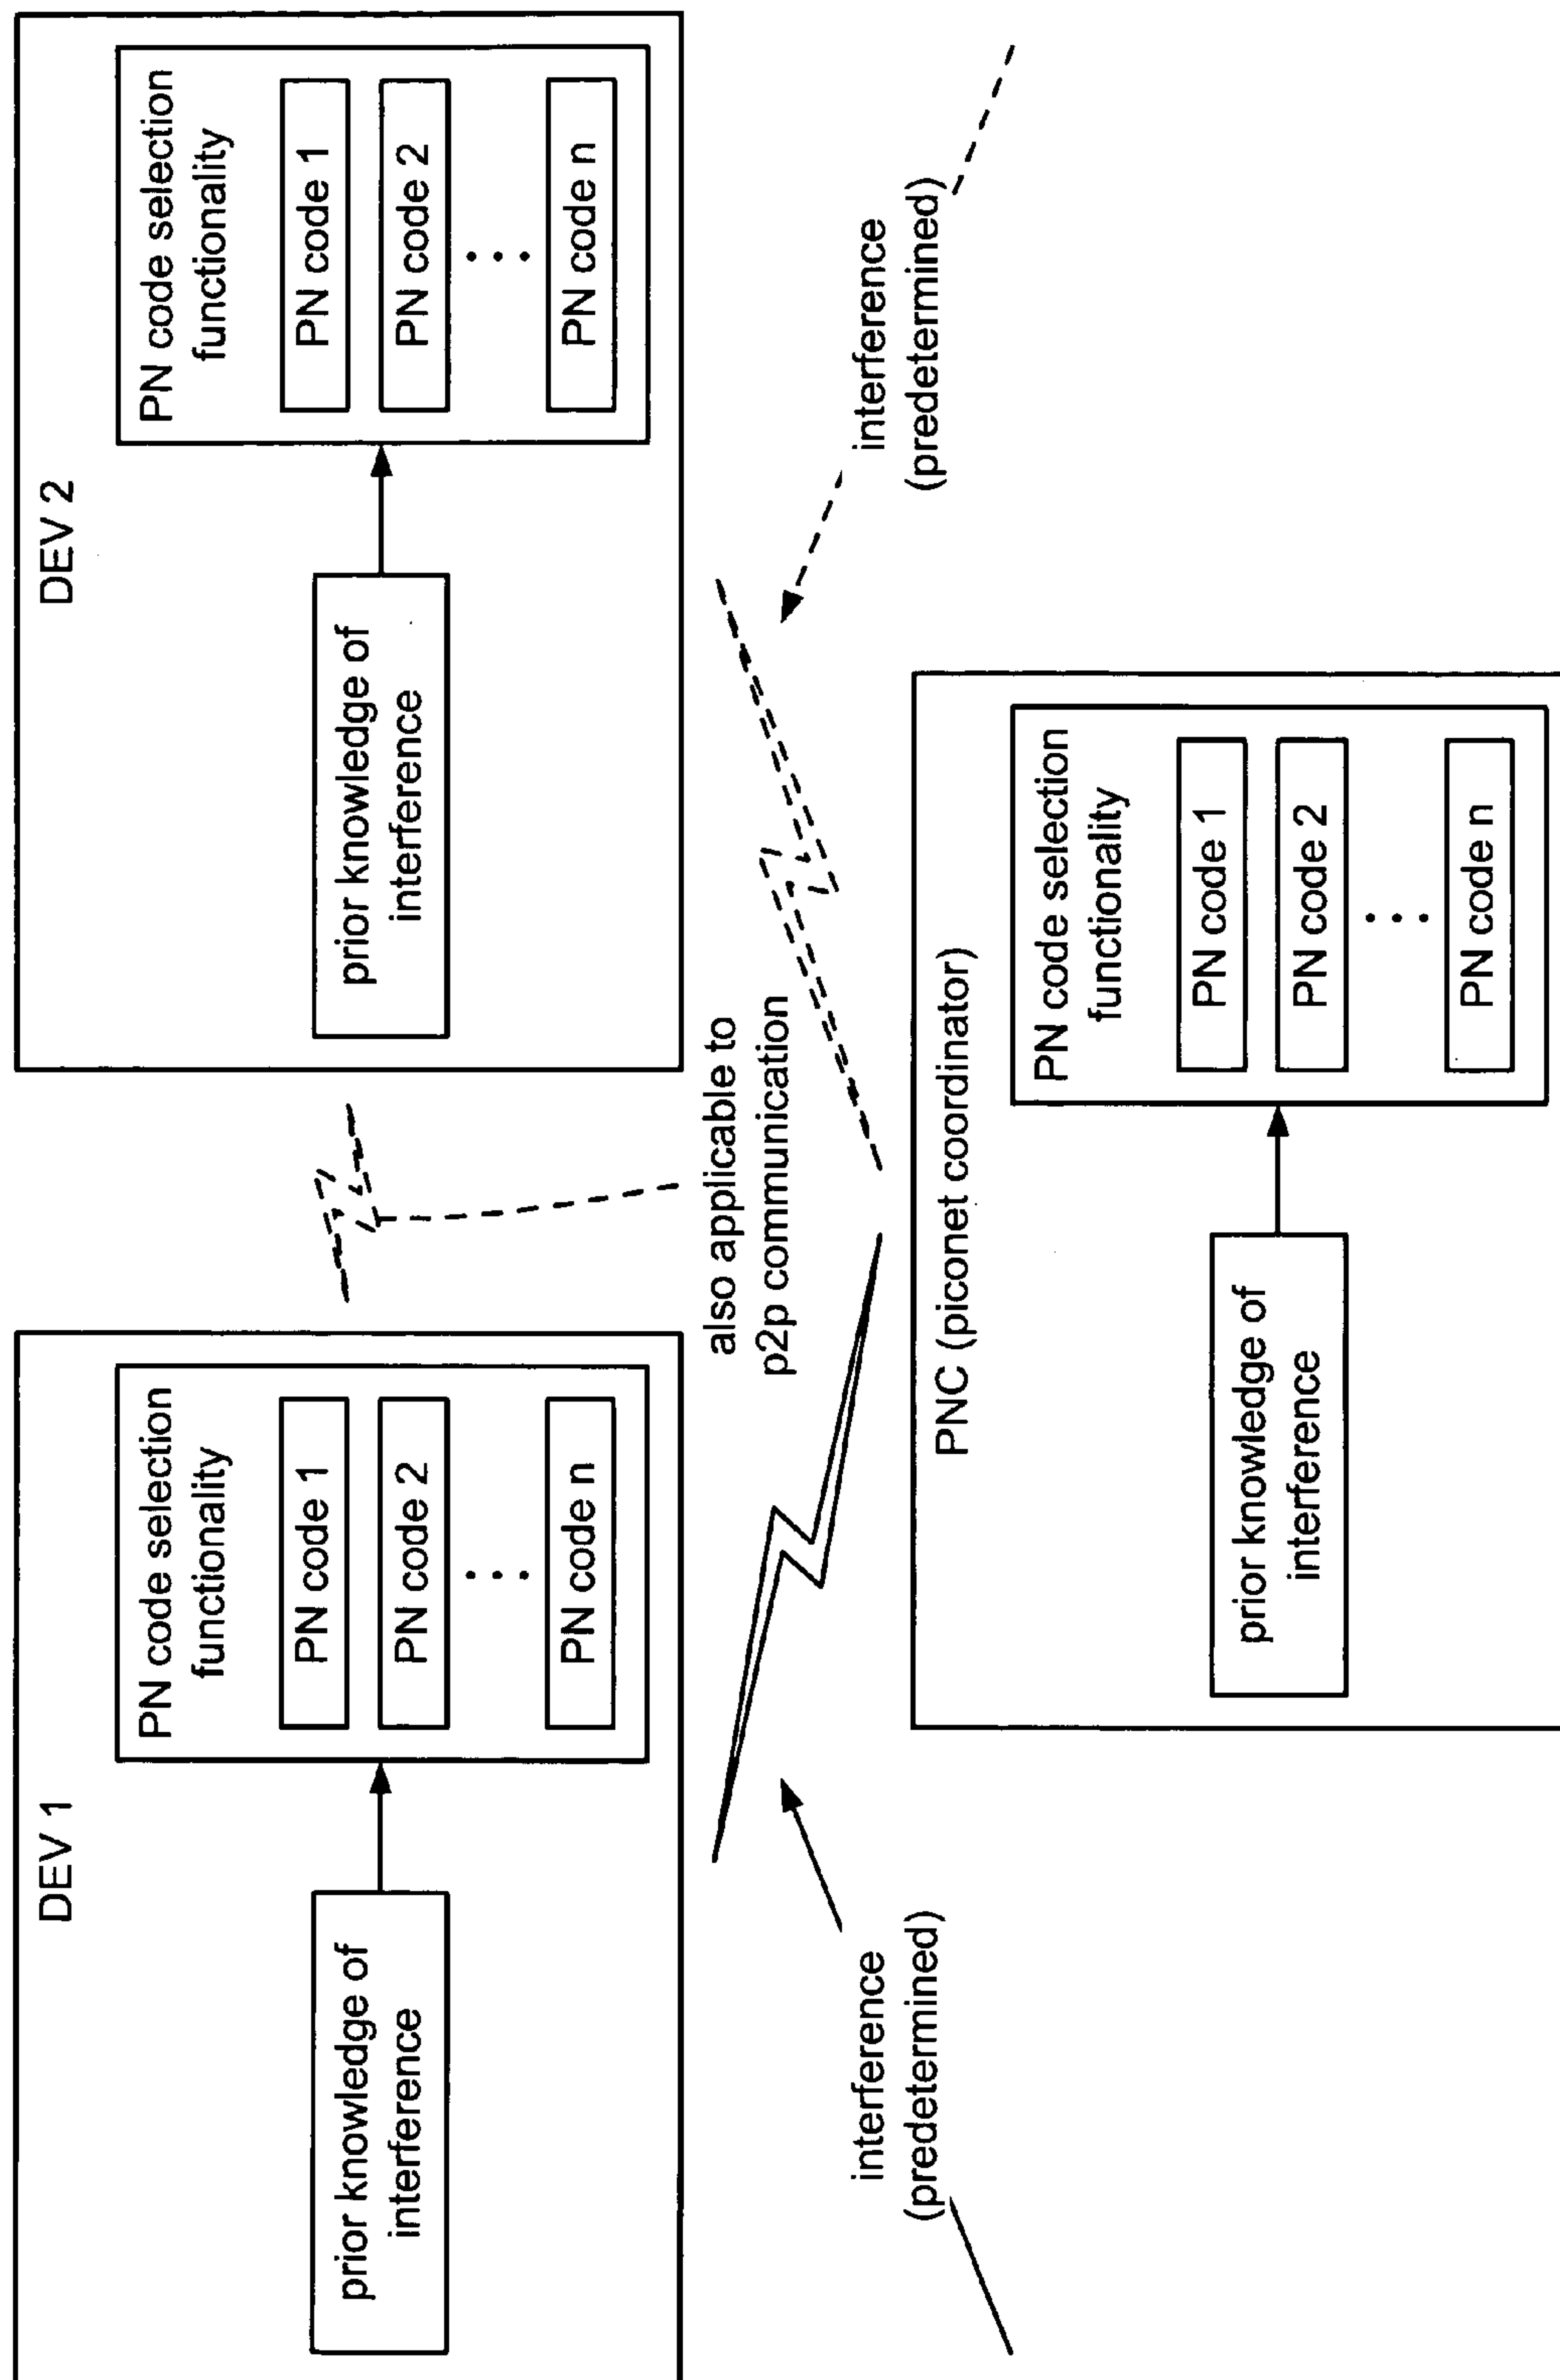 DEV 1
prior knowledge of
interference
PN code selection
functionality
PN code 1
PN code 2
PN code n
DEV 2
prior knowledge of
interference
PN code selection
functionality
PN code 1
PN code 2
PN code n
also applicable to
p2p communication
interference
(predetermined)
interference
(predetermined)
PNC (piconet coordinator)
prior knowledge of
interference
PN code selection
functionality
PN code 1
PN code 2
PN code n